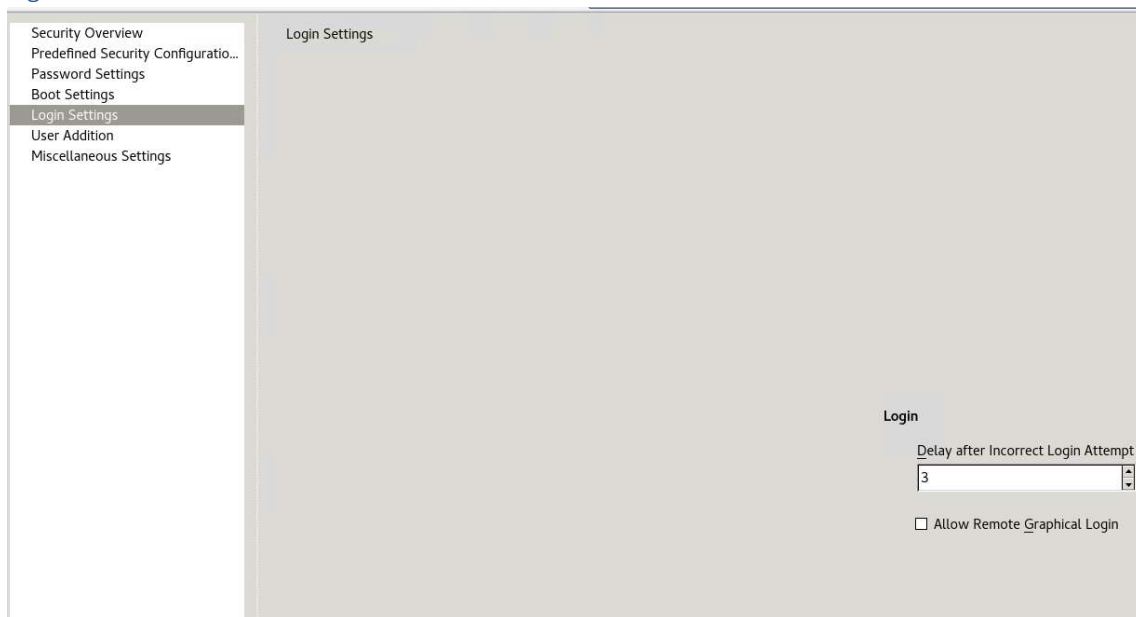 Security Overview
Predefined Security Configuratio...
Password Settings
Boot Settings
Login Settings
User Addition
Miscellaneous Settings
Login Settings
Login
Delay after Incorrect Login Attempt
3
Allow Remote Graphical Login